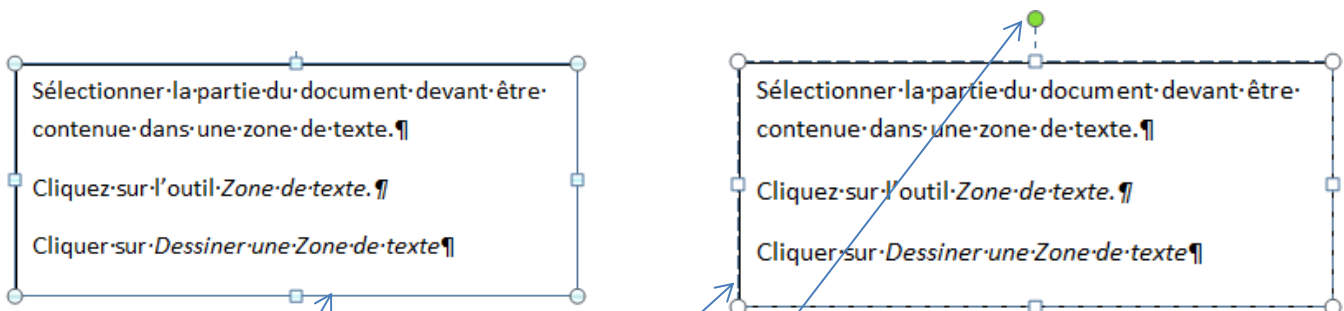 Sélectionner·la·partie·du·document·devant·être·
contenue·dans·une·zone·de·texte.¶
Cliquez·sur·l’outil·Zone·de·texte.¶
Cliquer·sur·Dessiner·une·Zone·de·texte¶
Sélectionner·la·partie·du·document·devant·être·
contenue·dans·une·zone·de·texte.¶
Cliquez·sur·l’outil·Zone·de·texte.¶
Cliquer·sur·Dessiner·une·Zone·de·texte¶